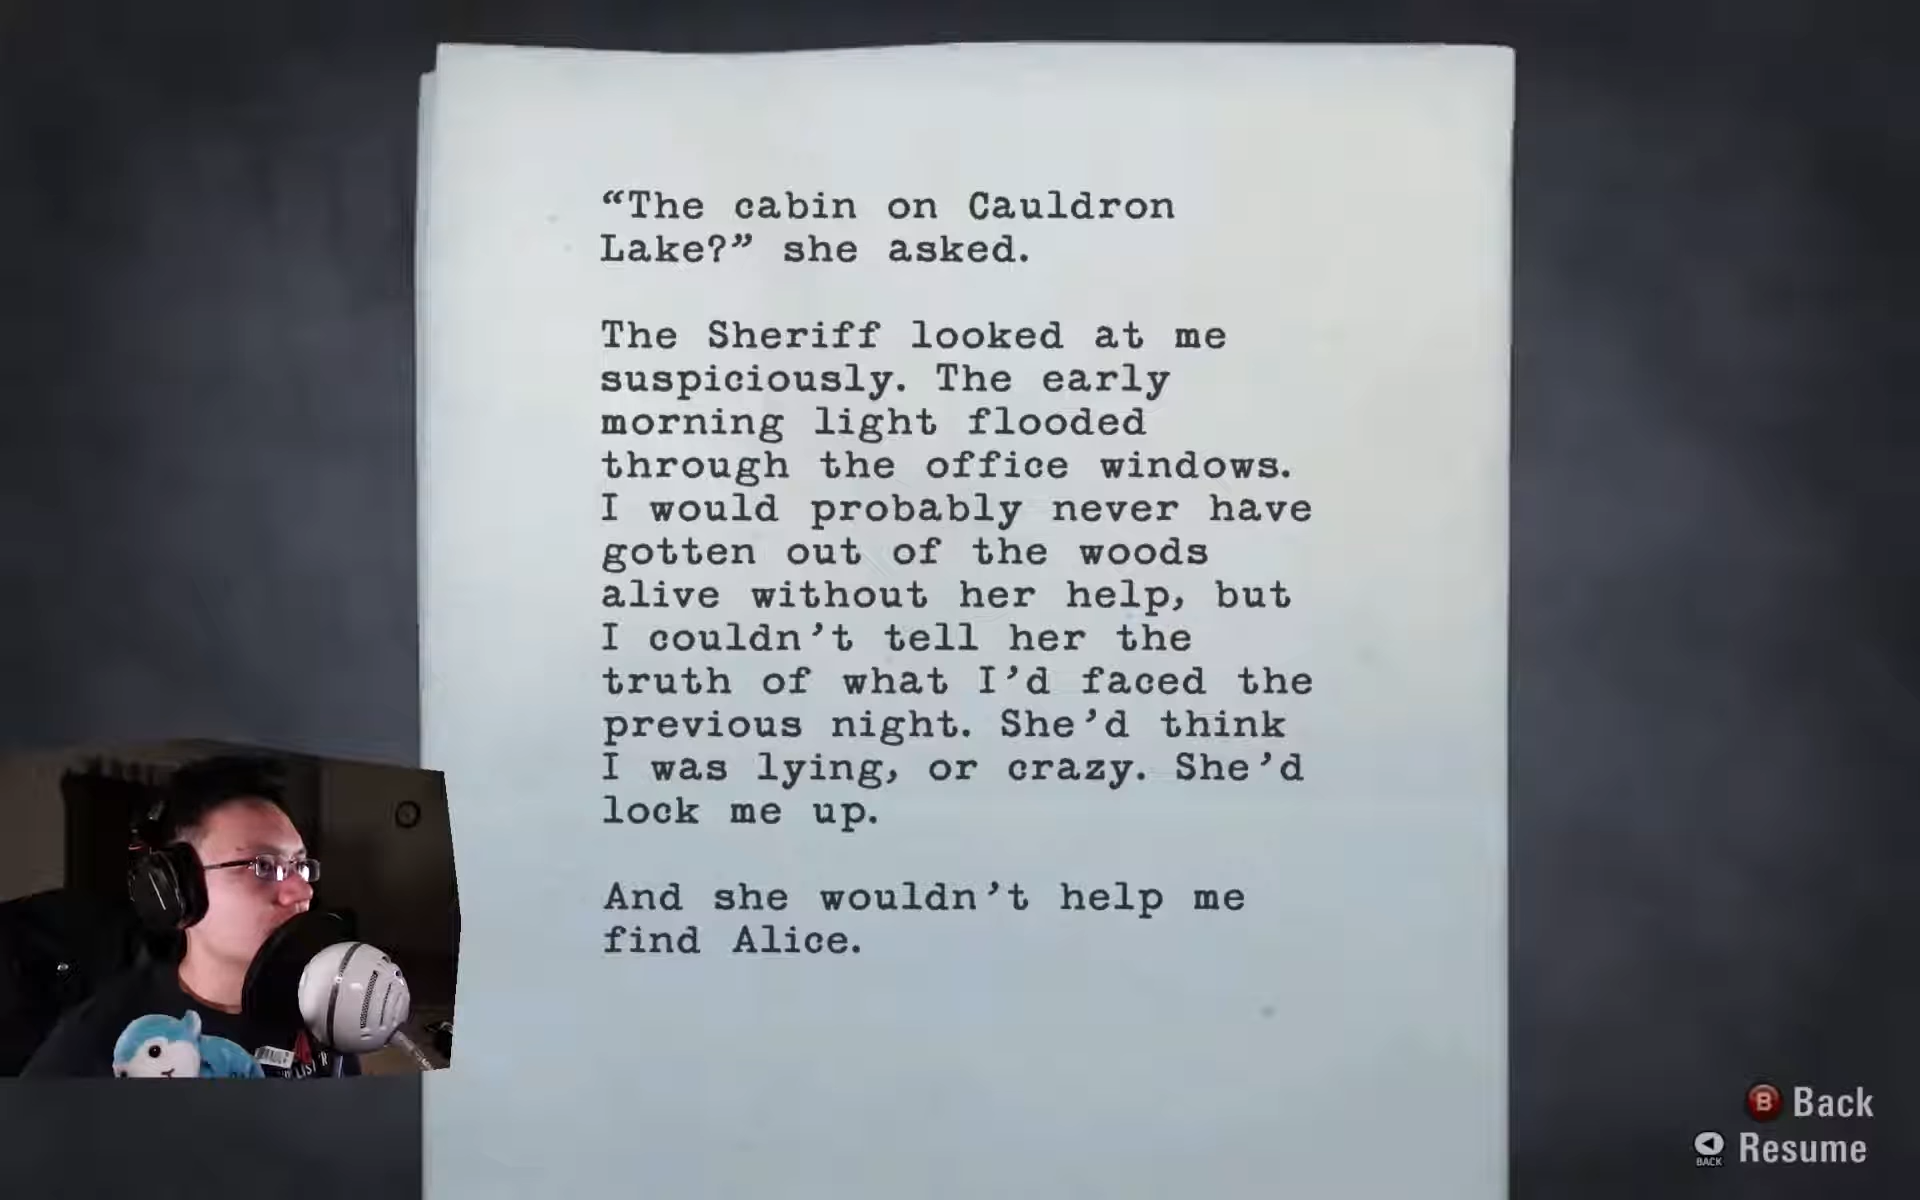 “The cabin on Cauldron
Lake?” she asked.
The Sheriff looked at me
suspiciously. The early
morning light flooded
through the office windows.
I would probably never have
gotten out of the woods
alive without her help, but
I couldn’t tell her the
truth of what I’d faced the
previous night. She’d think
I was lying, or crazy. She’d
lock me up.
And she wouldn’t help me
find Alice.
B Back
BACK Resume